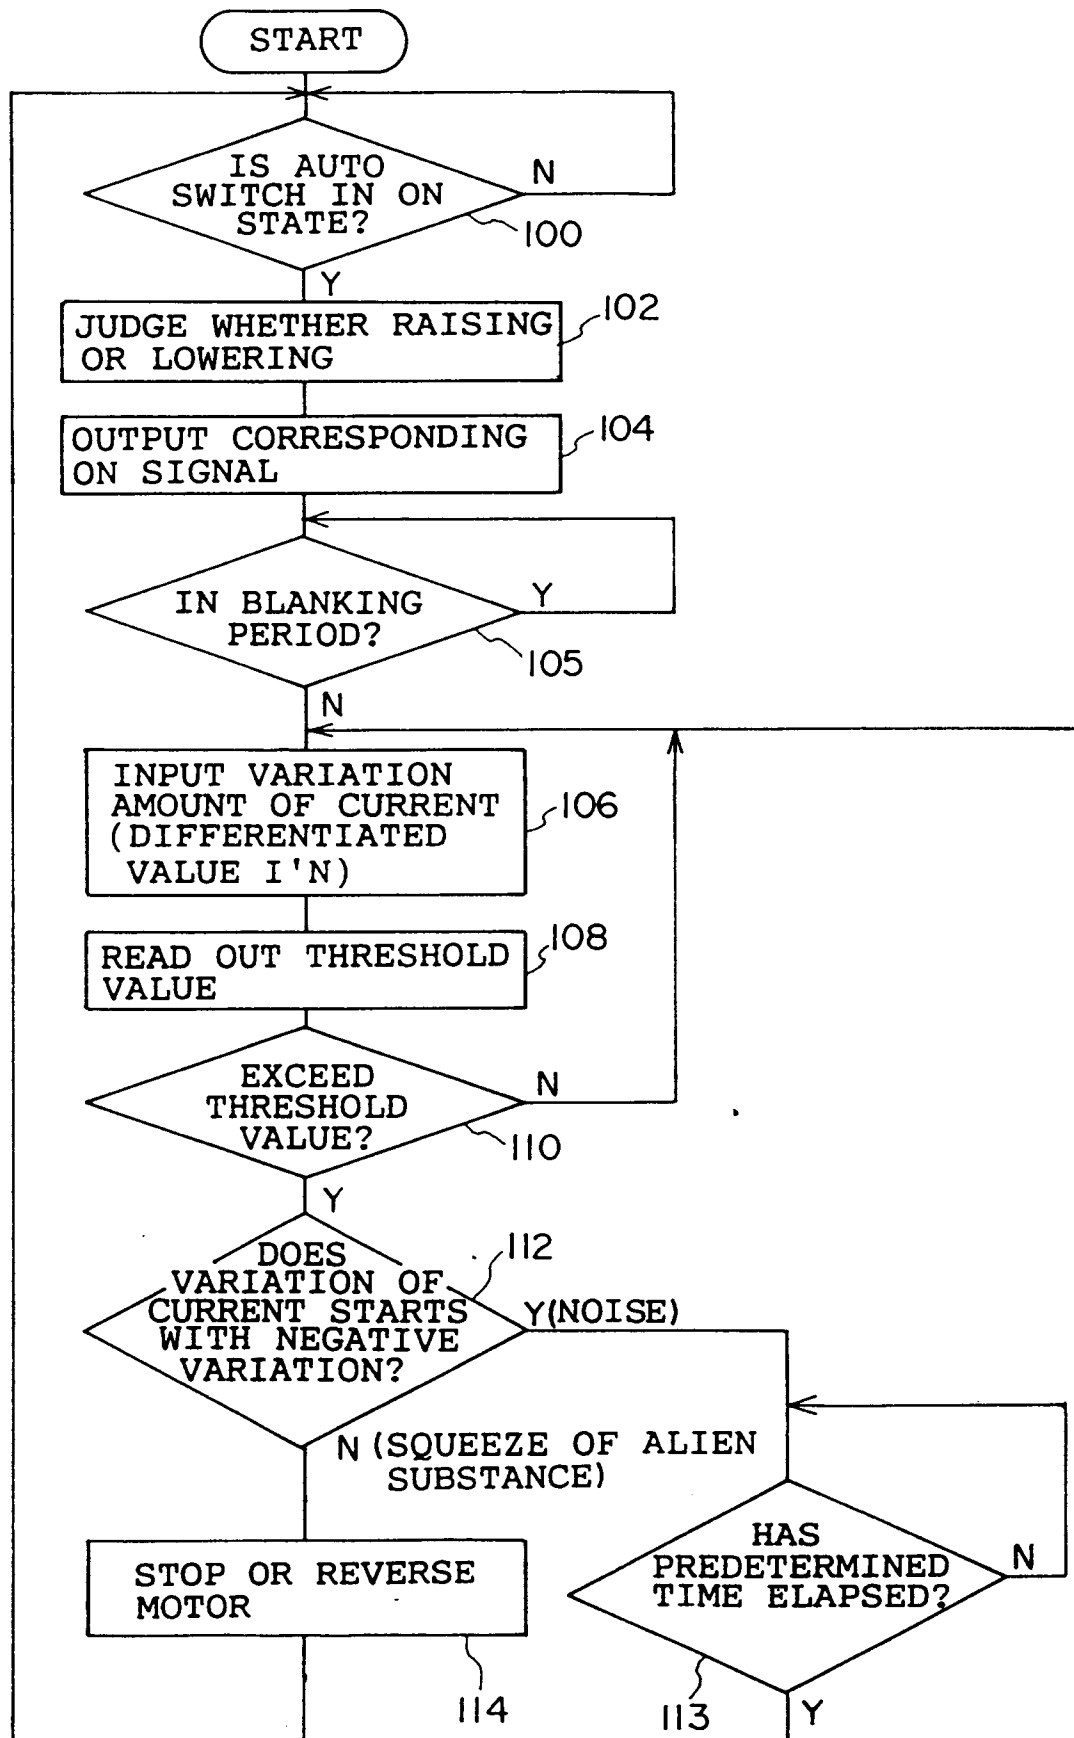 START
IS AUTO
SWITCH IN ON
STATE?
N
100
Y
JUDGE WHETHER RAISING
OR LOWERING
102
OUTPUT CORRESPONDING
ON SIGNAL
104
IN BLANKING
PERIOD?
Y
105
N
INPUT VARIATION
AMOUNT OF CURRENT
(DIFFERENTIATED
VALUE I'N)
106
READ OUT THRESHOLD
VALUE
108
EXCEED
THRESHOLD
VALUE?
N
110
Y
DOES
VARIATION OF
CURRENT STARTS
WITH NEGATIVE
VARIATION?
112
Y(NOISE)
N (SQUEEZE OF ALIEN
SUBSTANCE)
HAS
PREDETERMINED
TIME ELAPSED?
N
STOP OR REVERSE
MOTOR
114
113
Y